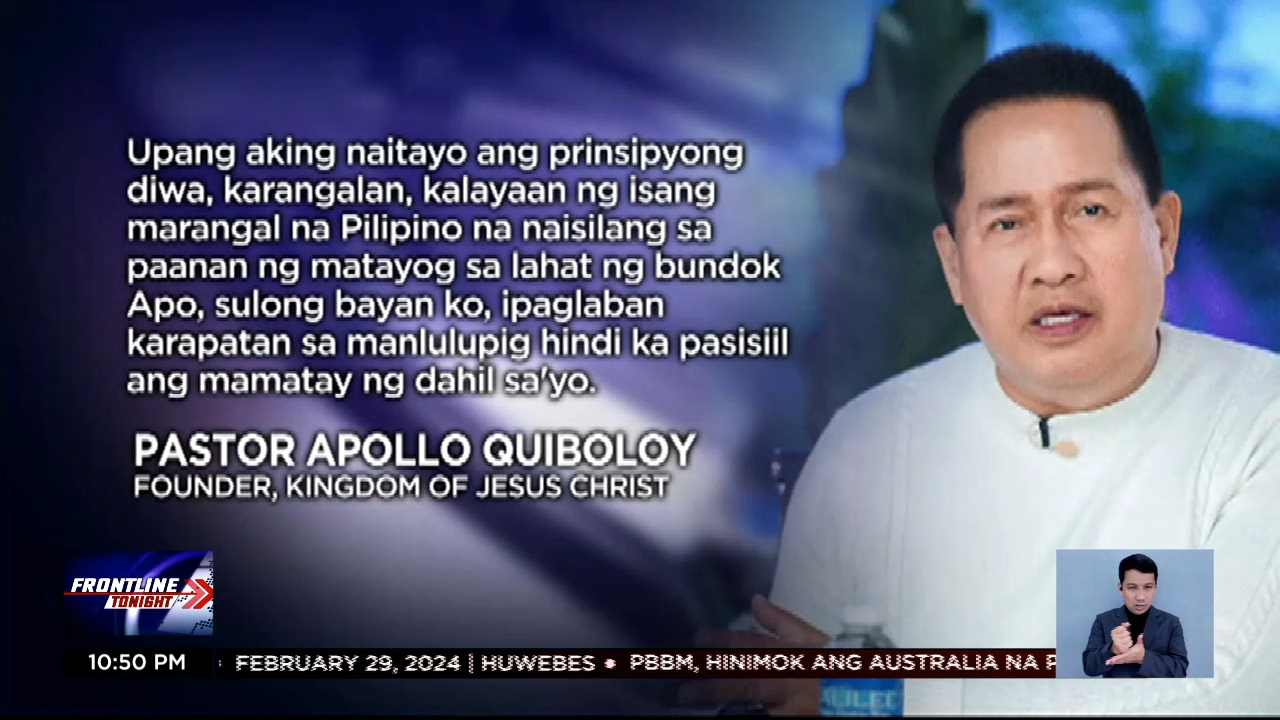 Upang aking naitayo ang prinsipyong
diwa, karangalan, kalayaan ng isang
marangal na Pilipino na naisilang sa
paanan ng matayog sa lahat ng bundok
Apo, sulong bayan ko, ipaglaban
karapatan sa manlulupig hindi ka pasisiil
ang mamatay ng dahil sa'yo.
PASTOR APOLLO QUIBOLOY
FOUNDER, KINGDOM OF JESUS CHRIST
FRONTLINE
TONIGHT
10:50 PM FEBRUARY 29, 2024 | HUWEBES • PBBM, HINIMOK ANG AUSTRALIA NA